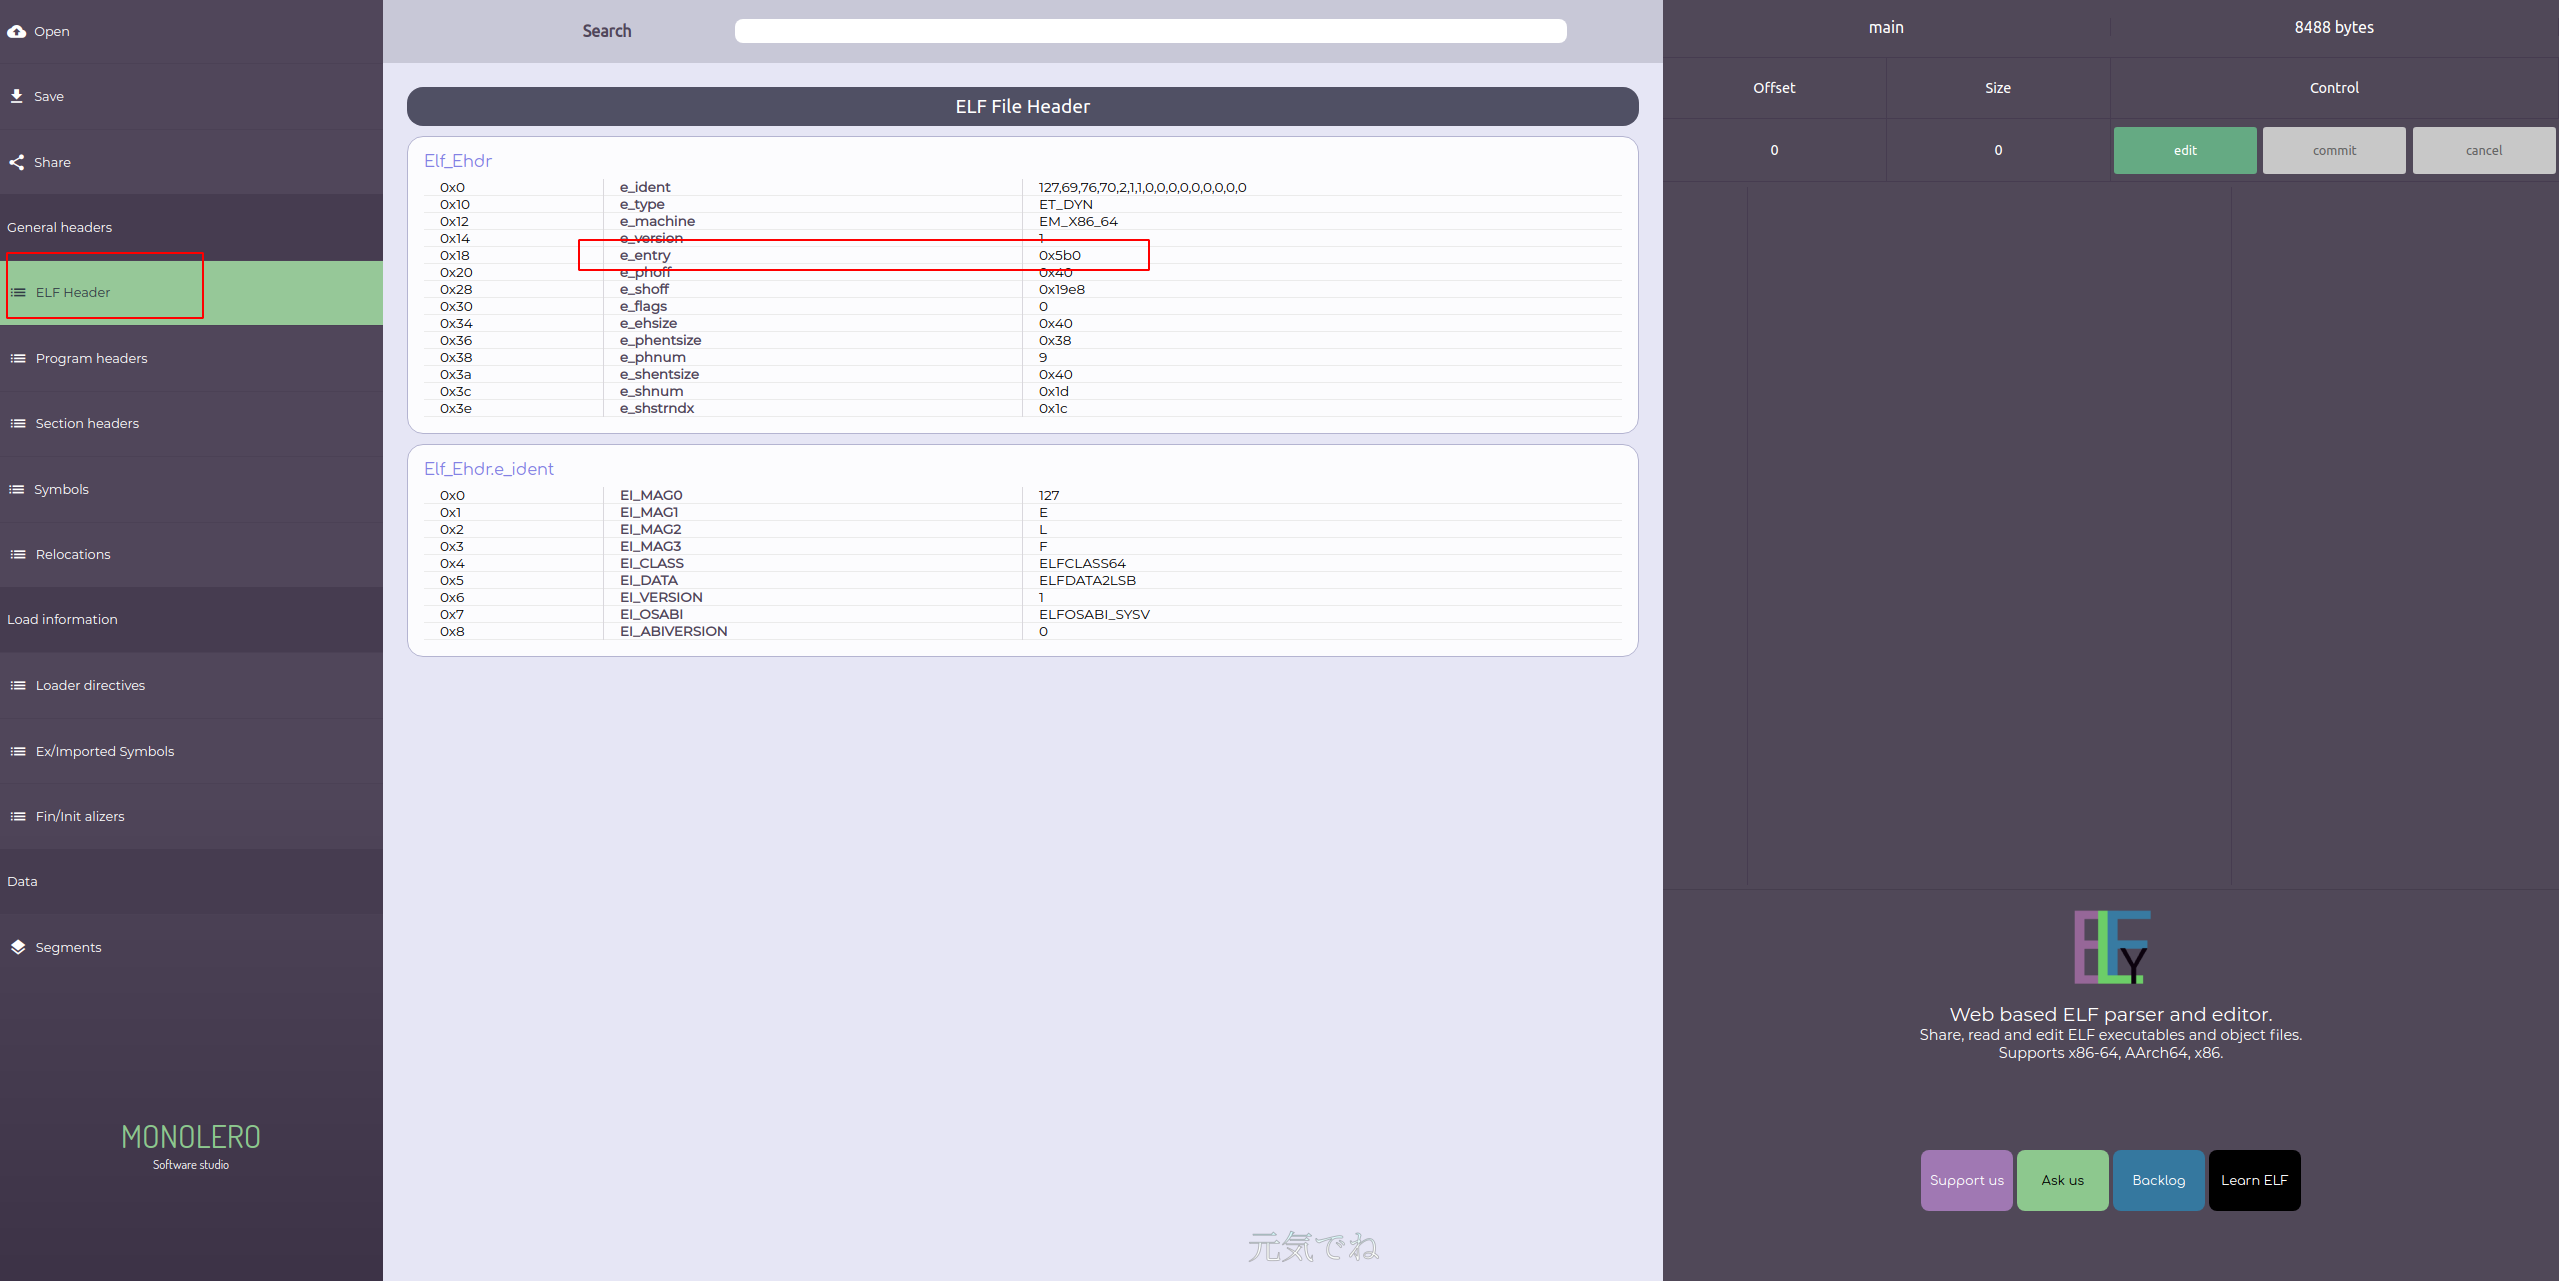 Open
Save
Share
General headers
ELF Header
Program headers
Section headers
Symbols
Relocations
Load information
Loader directives
Ex/Imported Symbols
Fin/Init alizers
Data
Segments
MONOLERO
Software studio
Search
ELF File Header
Elf_Ehdr
0x0 e_ident 127,69,76,70,2,1,1,0,0,0,0,0,0,0,0,0
0x10 e_type ET_DYN
0x12 e_machine EM_X86_64
0x14 e_version 1
0x18 e_entry 0x5b0
0x20 e_phoff 0x40
0x28 e_shoff 0x19e8
0x30 e_flags 0
0x34 e_ehsize 0x40
0x36 e_phentsize 0x38
0x38 e_phnum 9
0x3a e_shentsize 0x40
0x3c e_shnum 0x1d
0x3e e_shstrndx 0x1c
Elf_Ehdr.e_ident
0x0 EI_MAG0 127
0x1 EI_MAG1 E
0x2 EI_MAG2 L
0x3 EI_MAG3 F
0x4 EI_CLASS ELFCLASS64
0x5 EI_DATA ELFDATA2LSB
0x6 EI_VERSION 1
0x7 EI_OSABI ELFOSABI_SYSV
0x8 EI_ABIVERSION 0
元気でね
main 8488 bytes
Offset Size Control
0 0 edit commit cancel
ELFY
Web based ELF parser and editor.
Share, read and edit ELF executables and object files.
Supports x86-64, AArch64, x86.
Support us Ask us Backlog Learn ELF